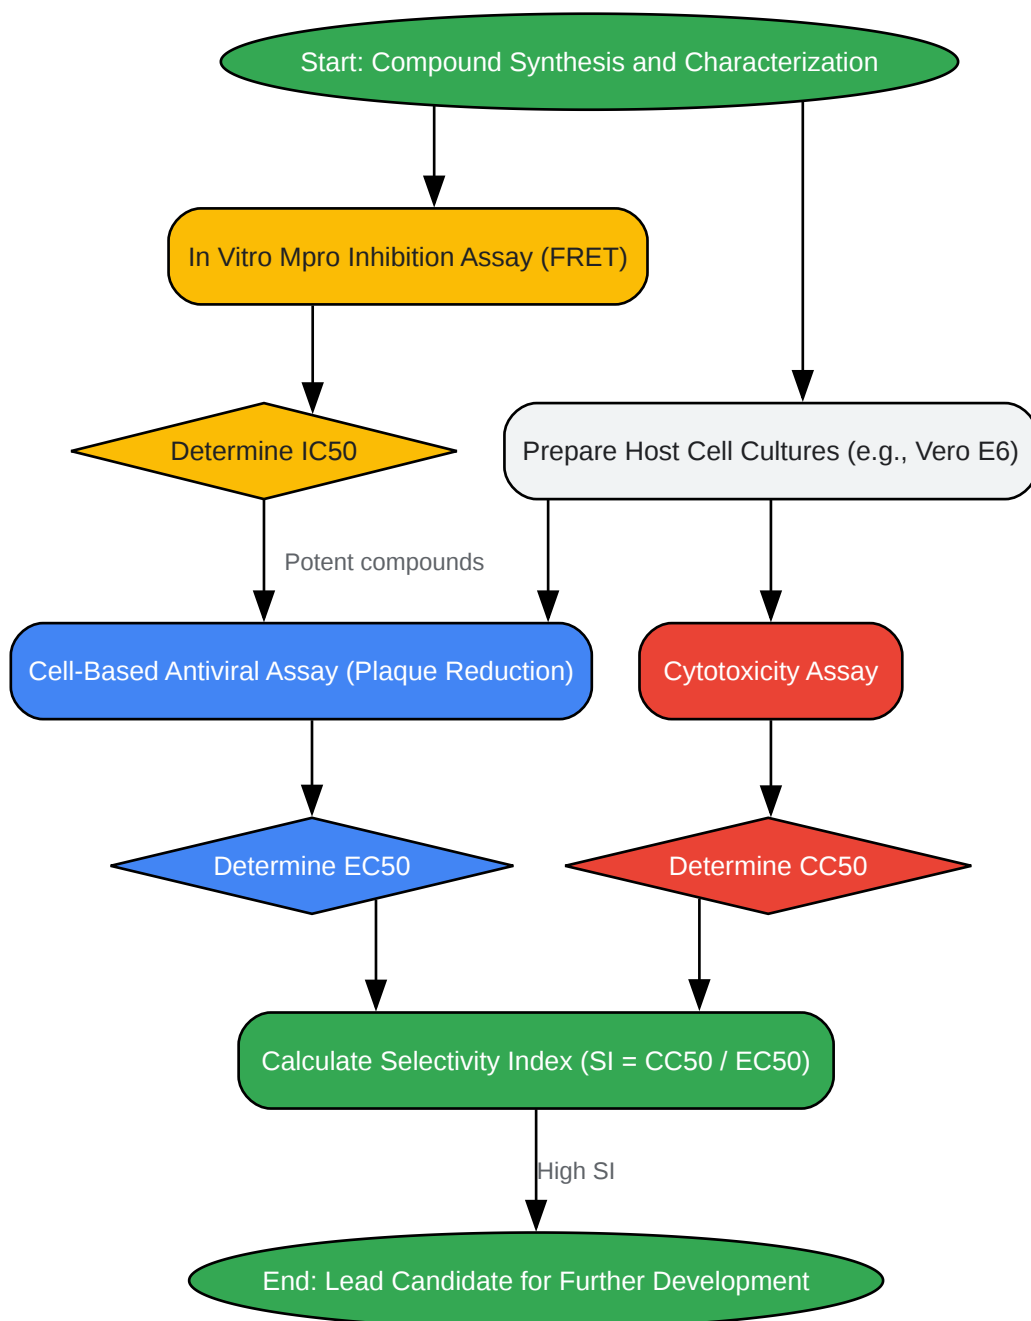 Start: Compound Synthesis and Characterization
In Vitro Mpro Inhibition Assay (FRET)
Determine IC50
Prepare Host Cell Cultures (e.g., Vero E6)
Potent compounds
Cell-Based Antiviral Assay (Plaque Reduction)
Cytotoxicity Assay
Determine EC50
Determine CC50
Calculate Selectivity Index (SI = CC50 / EC50)
High SI
End: Lead Candidate for Further Development